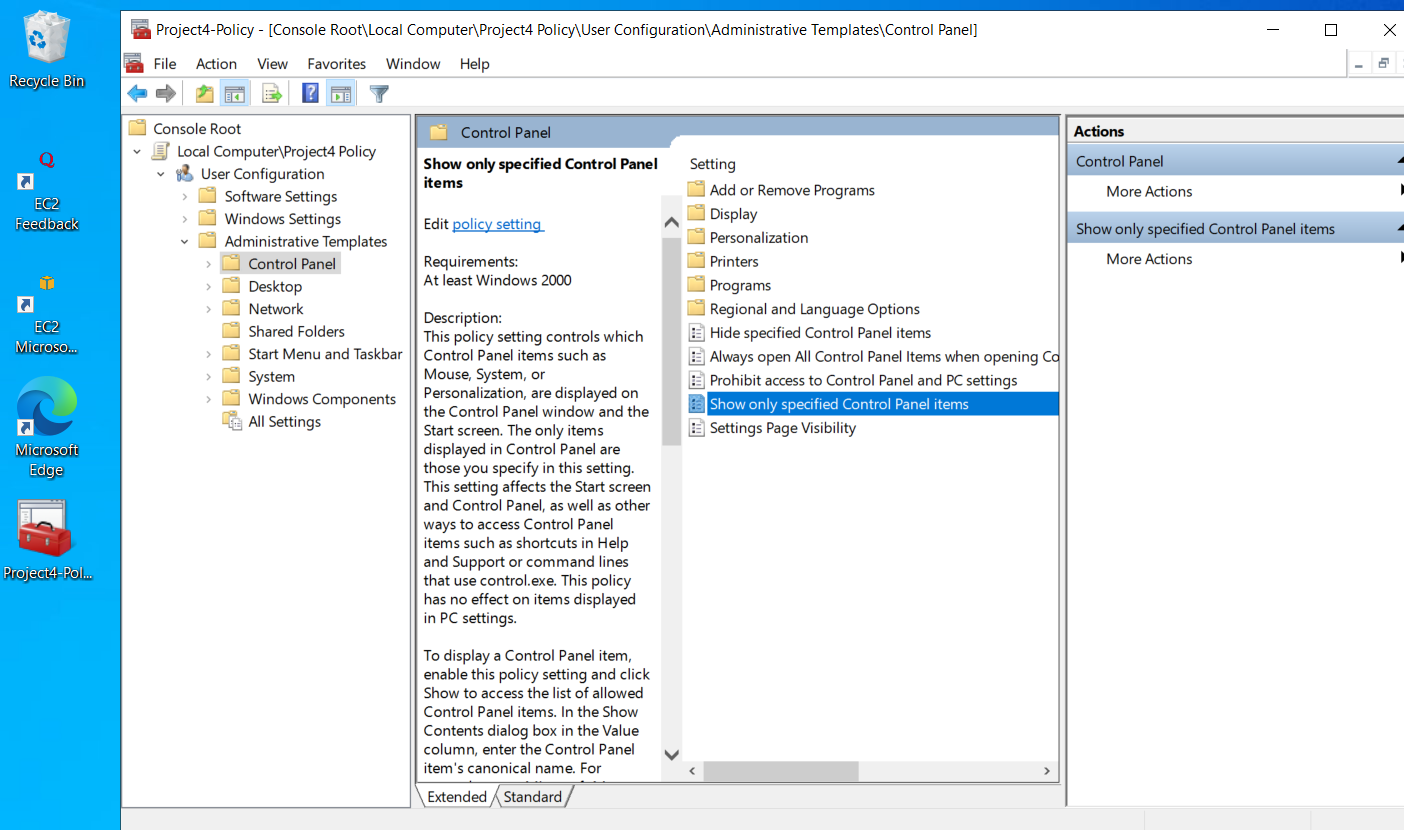 Recycle Bin
EC2
Feedback
EC2
Microso...
Microsoft
Edge
Project4-Pol...
Project4-Policy - [Console Root\Local Computer\Project4 Policy\User Configuration\Administrative Templates\Control Panel]
File Action View Favorites Window Help
Console Root
Local Computer\Project4 Policy
User Configuration
Software Settings
Windows Settings
Administrative Templates
Control Panel
Desktop
Network
Shared Folders
Start Menu and Taskbar
System
Windows Components
All Settings
Control Panel
Show only specified Control Panel
items
Edit policy setting
Requirements:
At least Windows 2000
Description:
This policy setting controls which
Control Panel items such as
Mouse, System, or
Personalization, are displayed on
the Control Panel window and the
Start screen. The only items
displayed in Control Panel are
those you specify in this setting.
This setting affects the Start screen
and Control Panel, as well as other
ways to access Control Panel
items such as shortcuts in Help
and Support or command lines
that use control.exe. This policy
has no effect on items displayed
in PC settings.
To display a Control Panel item,
enable this policy setting and click
Show to access the list of allowed
Control Panel items. In the Show
Contents dialog box in the Value
column, enter the Control Panel
item's canonical name. For
Setting
Add or Remove Programs
Display
Personalization
Printers
Programs
Regional and Language Options
Hide specified Control Panel items
Always open All Control Panel Items when opening Co
Prohibit access to Control Panel and PC settings
Show only specified Control Panel items
Settings Page Visibility
Extended Standard
Actions
Control Panel
More Actions
Show only specified Control Panel items
More Actions